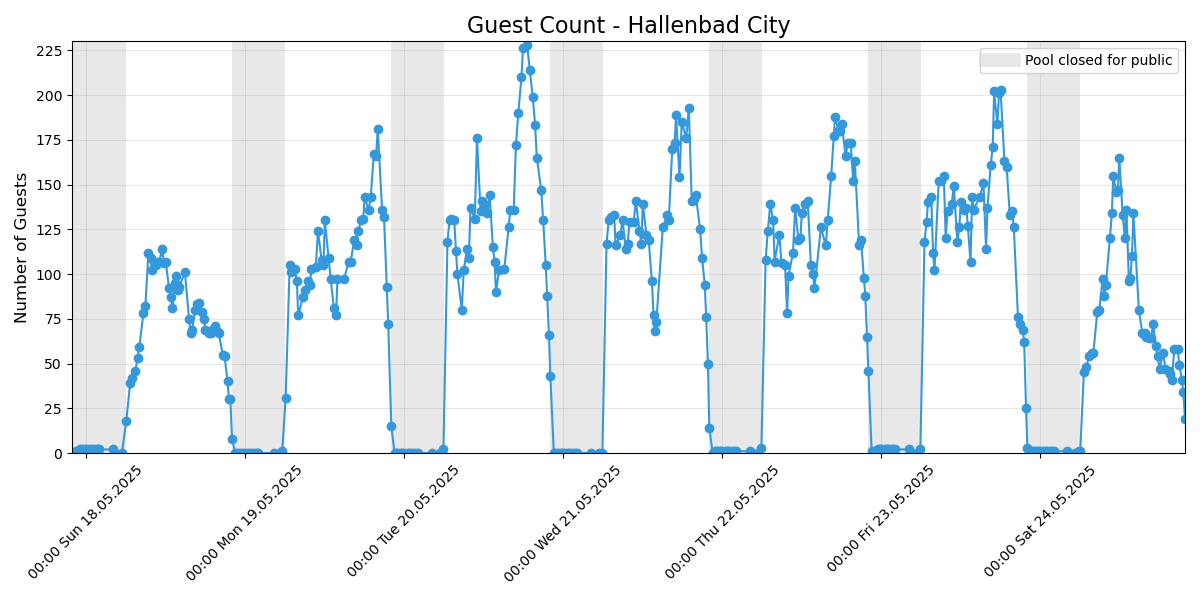 Guest Count - Hallenbad City
Pool closed for public
Number of Guests
225
200
175
150
125
100
75
50
25
0
00:00 Sun 18.05.2025
00:00 Mon 19.05.2025
00:00 Tue 20.05.2025
00:00 Wed 21.05.2025
00:00 Thu 22.05.2025
00:00 Fri 23.05.2025
00:00 Sat 24.05.2025